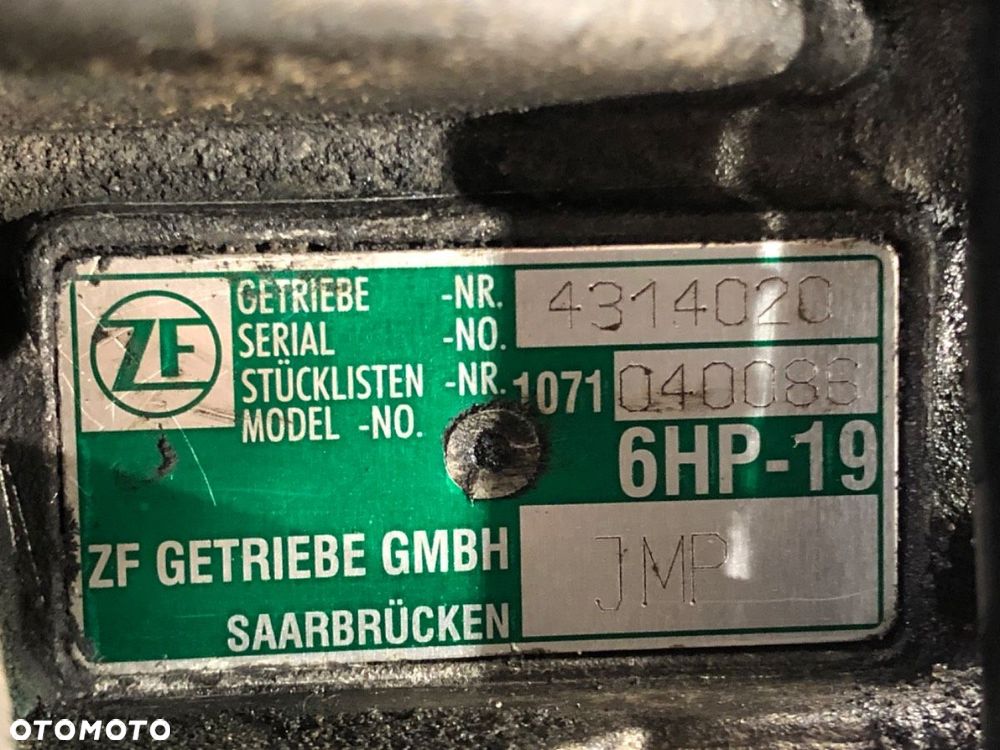 ZF
GETRIEBE -NR. 4314020
SERIAL -NO.
STÜCKLISTEN -NR. 1071 040086
MODEL -NO.
6HP-19
ZF GETRIEBE GMBH JMP
SAARBRÜCKEN
OTOMOTO